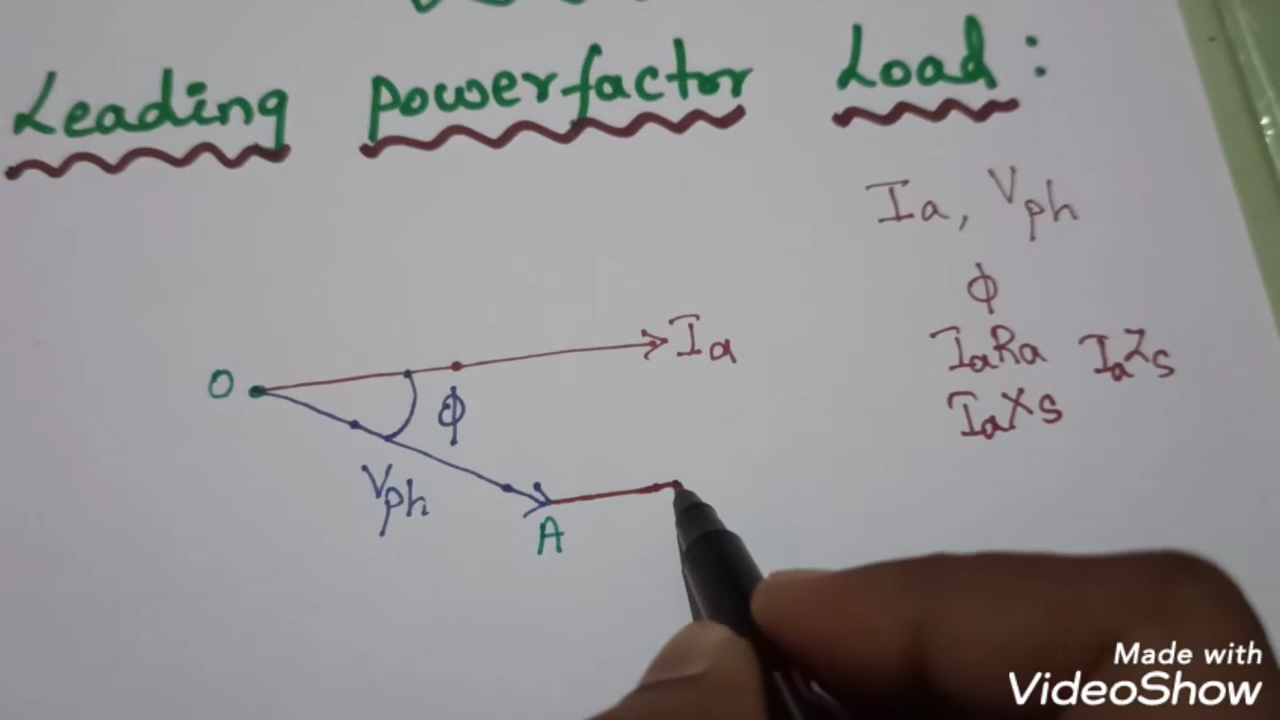 Leading powerfactor Load :
Ia, Vph
ϕ
IaRa IaZs
IaXs
O
Ia
ϕ
Vph
A
Made with
VideoShow